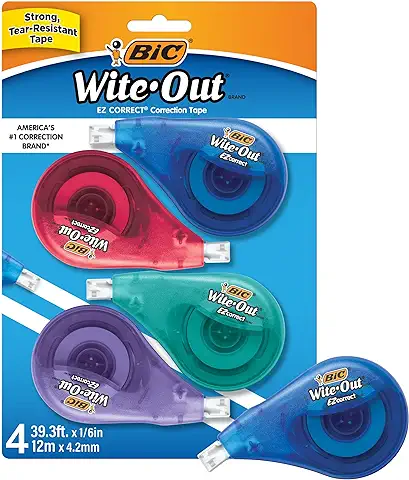 Strong,
Tear-Resistant
Tape
BIC
Wite·Out®
BRAND
EZ CORRECT® Correction Tape
AMERICA'S
#1 CORRECTION
BRAND*
BIC
Wite·Out
EZcorrect
BIC
Wite·Out
EZcorrect
BIC
Wite·Out
EZcorrect
BIC
Wite·Out
EZcorrect
4 39.3ft. x 1/6in
12m x 4.2mm
BIC
Wite·Out
EZcorrect